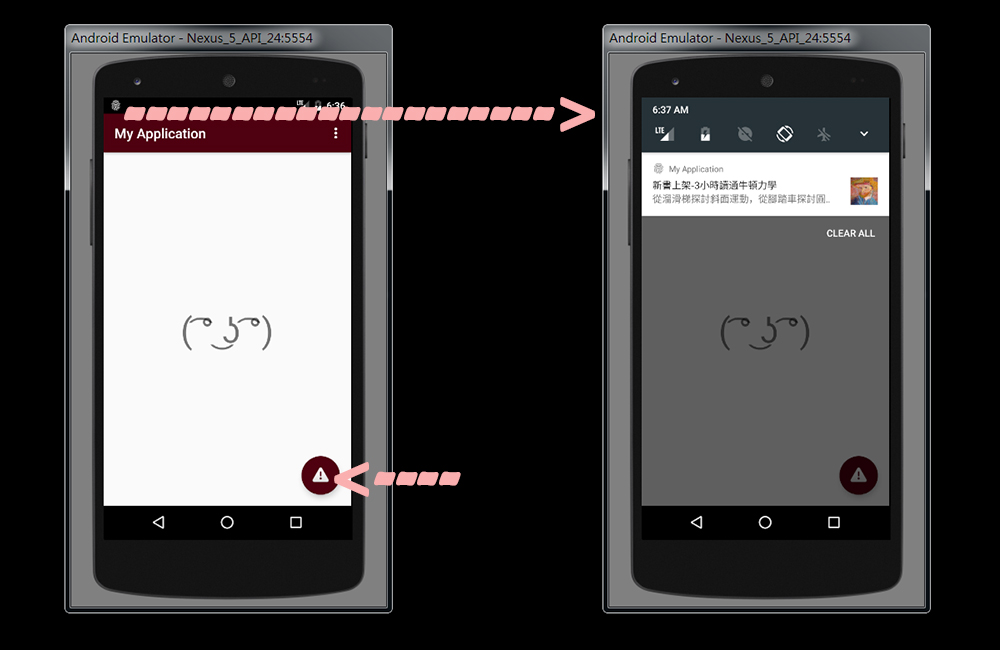 Android Emulator - Nexus_5_API_24:5554
LTE 6:36
My Application
( ͡° ͜ʖ ͡°)
Android Emulator - Nexus_5_API_24:5554
6:37 AM
LTE
My Application
新書上架-3小時讀通牛頓力學
從溜滑梯探討斜面運動，從腳踏車探討圓...
CLEAR ALL
( ͡° ͜ʖ ͡°)